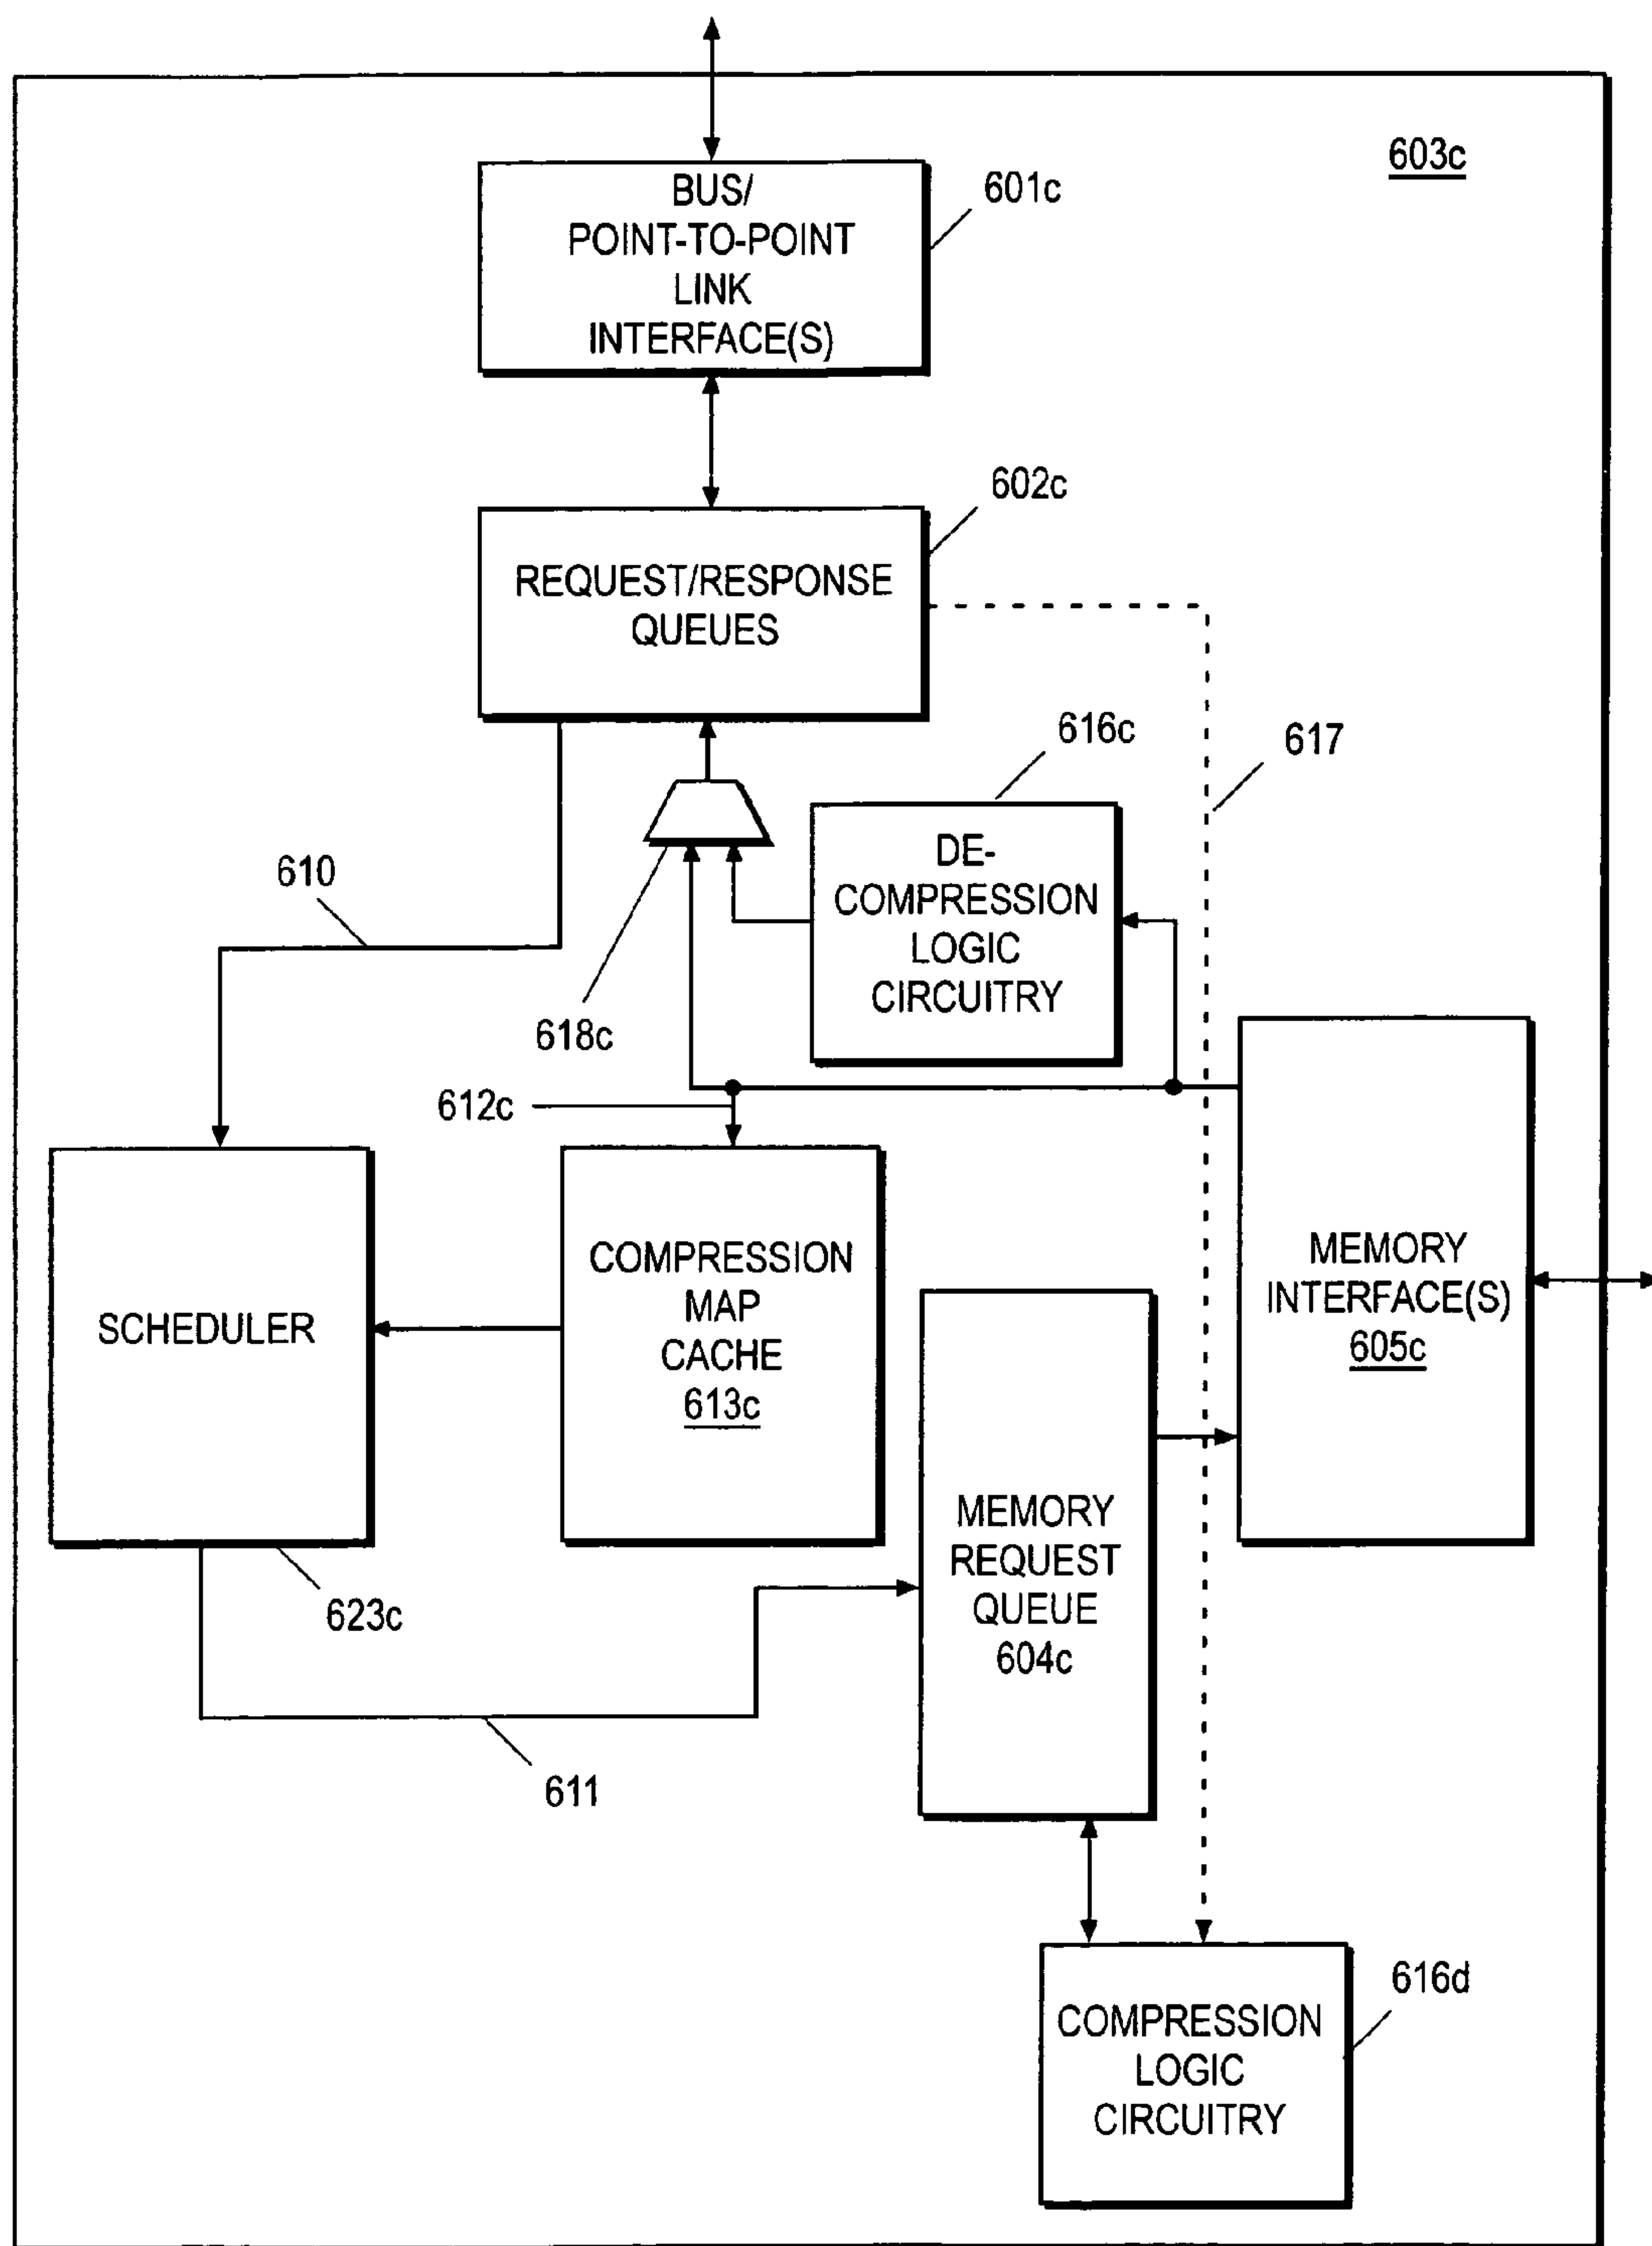 603c
BUS/
POINT-TO-POINT
LINK
INTERFACE(S)
601c
602c
REQUEST/RESPONSE
QUEUES
616c
617
DE-
COMPRESSION
LOGIC
CIRCUITRY
610
618c
612c
SCHEDULER
COMPRESSION
MAP
CACHE
613c
MEMORY
INTERFACE(S)
605c
MEMORY
REQUEST
QUEUE
604c
623c
611
616d
COMPRESSION
LOGIC
CIRCUITRY